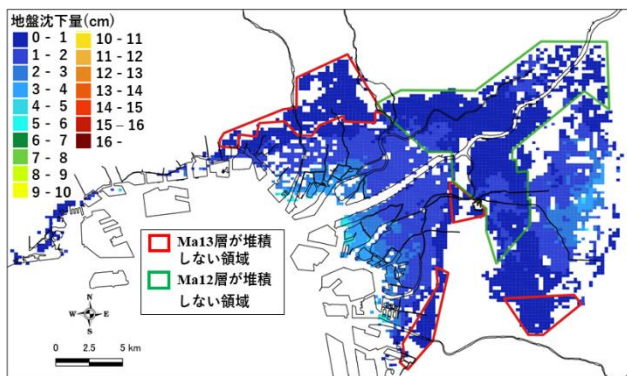 地盤沈下量(cm)
0 - 1
1 - 2
2 - 3
3 - 4
4 - 5
5 - 6
6 - 7
7 - 8
8 - 9
9 - 10
10 - 11
11 - 12
12 - 13
13 - 14
14 - 15
15 - 16
16 -
Ma13層が堆積
しない領域
Ma12層が堆積
しない領域
N
W E
S
0 2.5 5 km